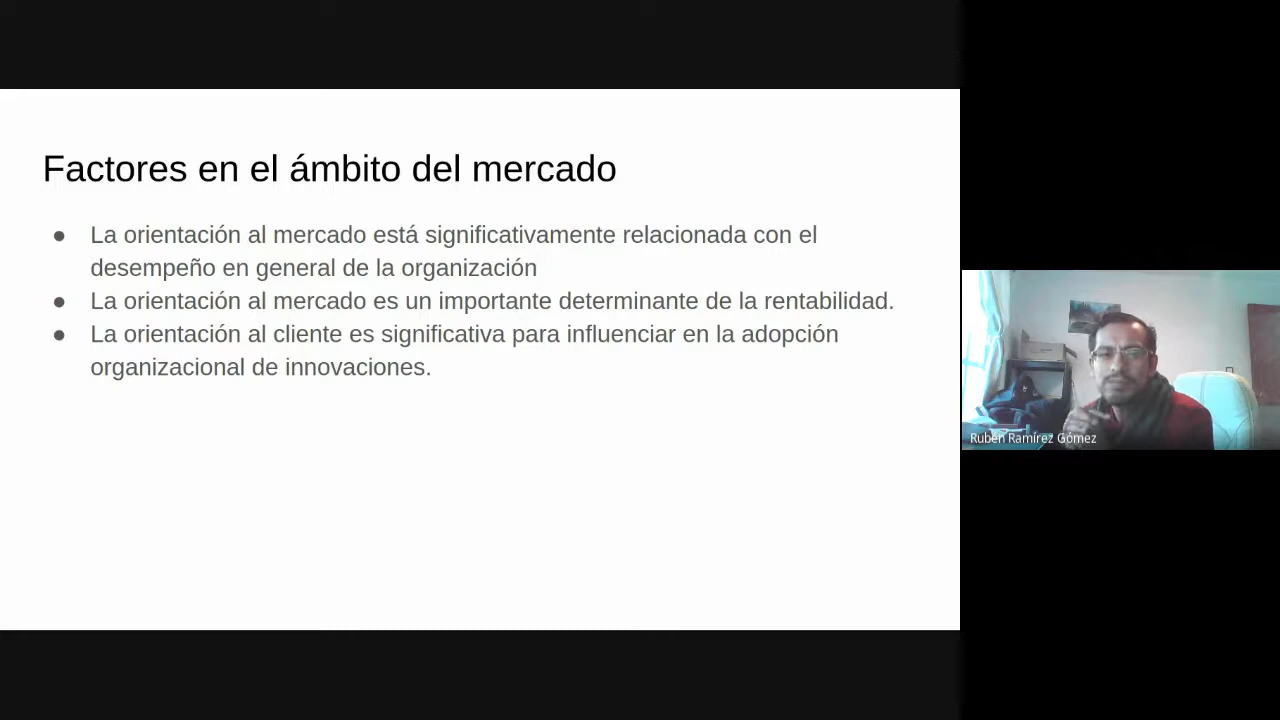 Factores en el ámbito del mercado
● La orientación al mercado está significativamente relacionada con el
desempeño en general de la organización
● La orientación al mercado es un importante determinante de la rentabilidad.
● La orientación al cliente es significativa para influenciar en la adopción
organizacional de innovaciones.
Rubén Ramírez Gómez